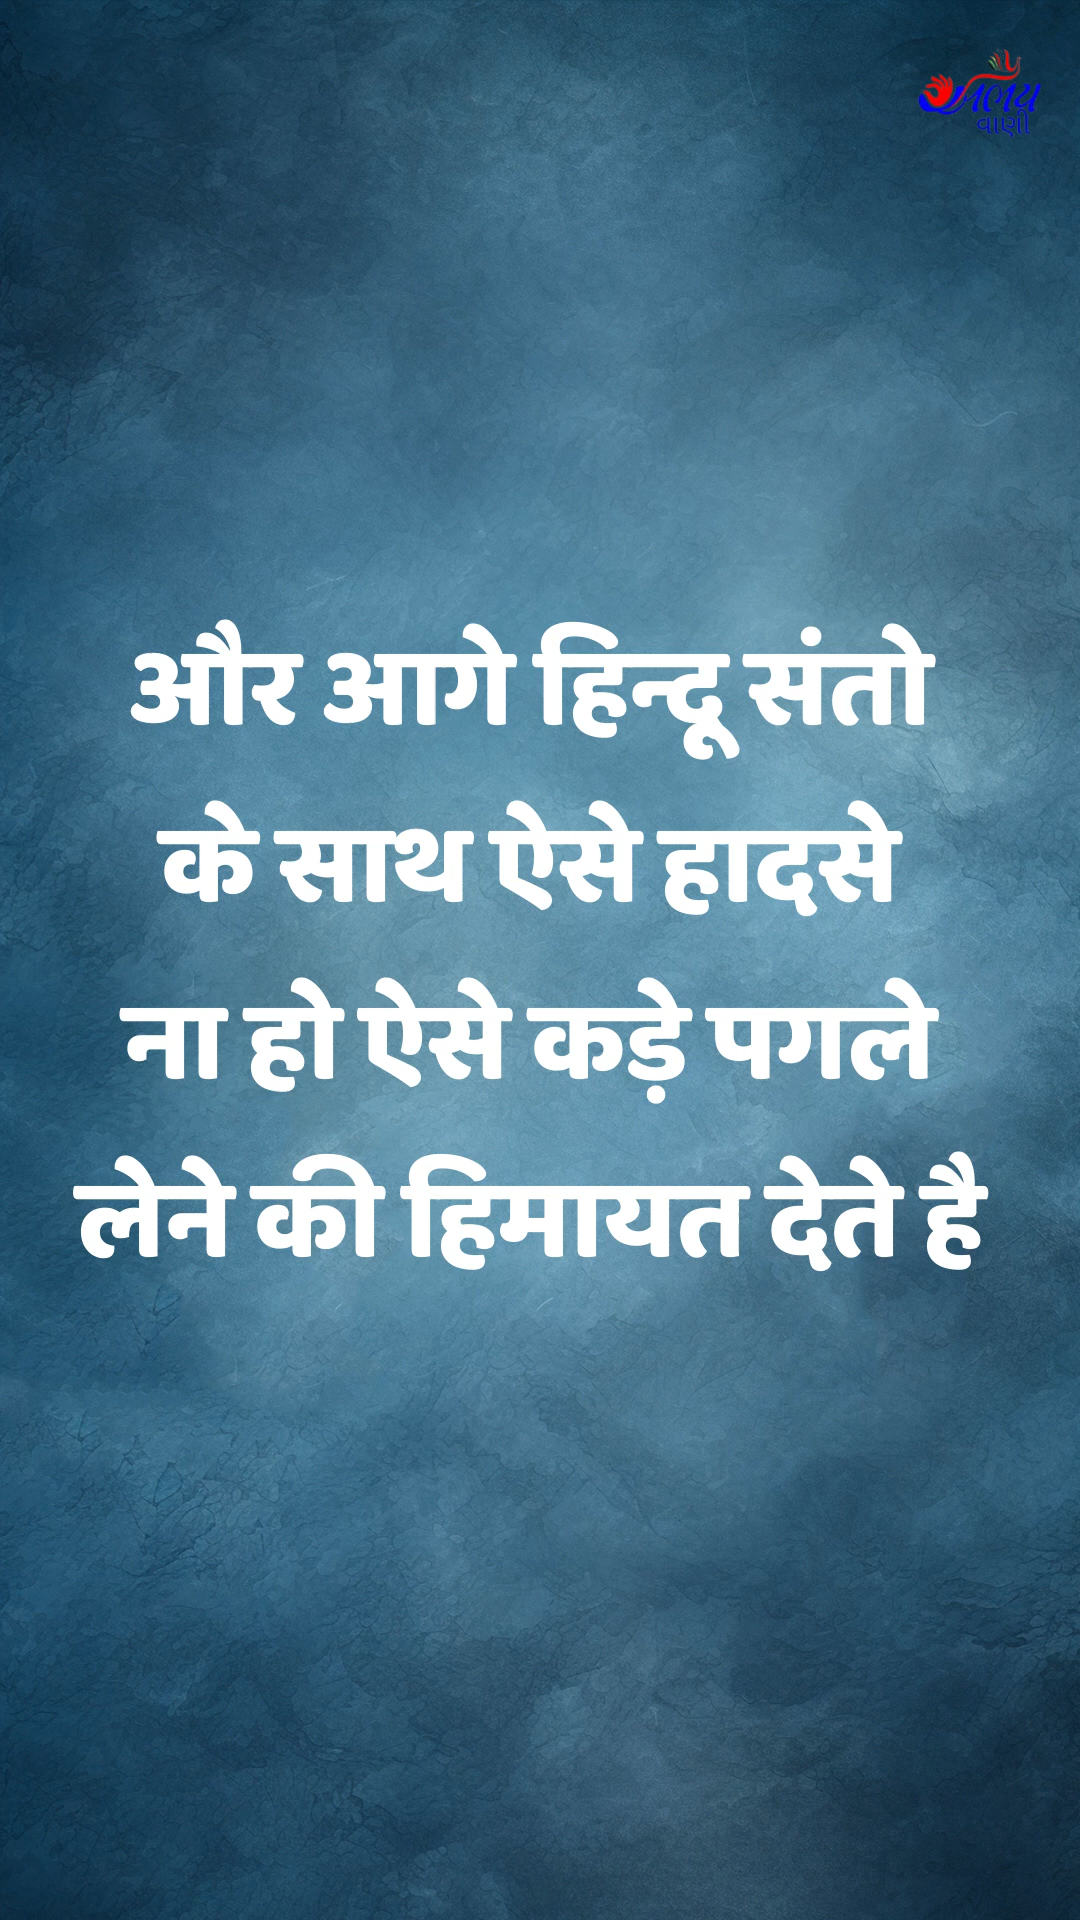 વાણી
और आगे हिन्दू संतो
के साथ ऐसे हादसे
ना हो ऐसे कड़े पगले
लेने की हिमायत देते है